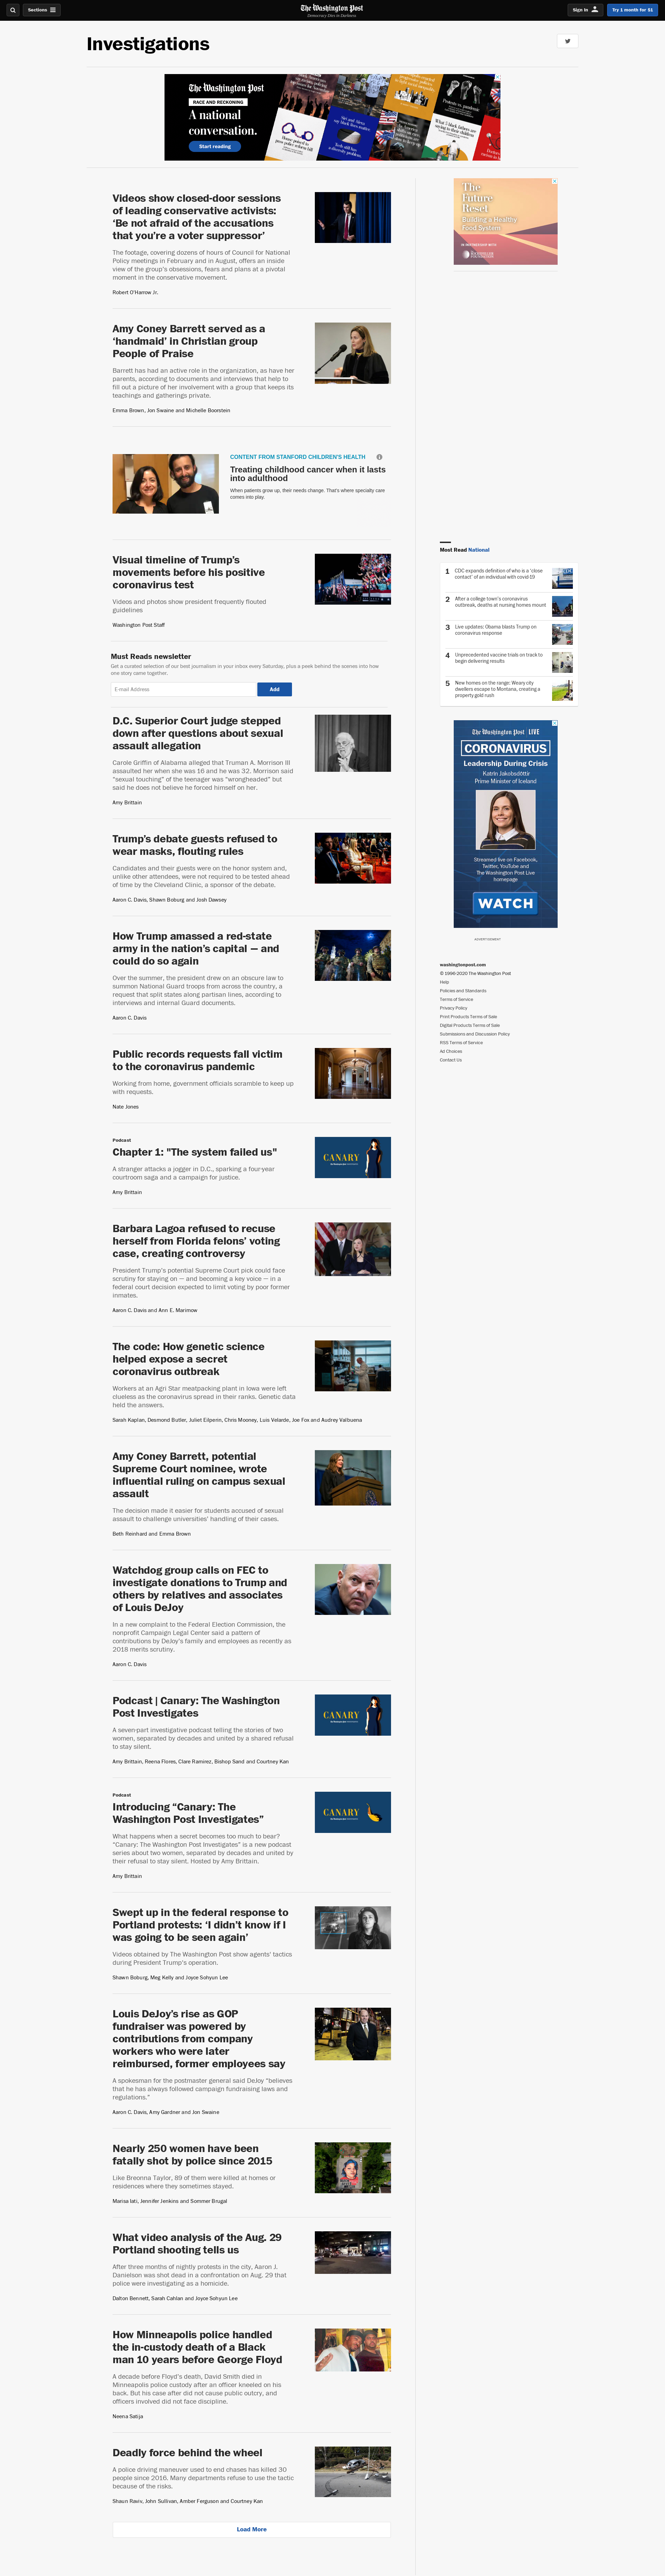 Sections
The Washington Post
Democracy Dies in Darkness
Sign In
Try 1 month for $1
Investigations
The Washington Post
RACE AND RECKONING
A national
conversation.
Start reading
Videos show closed-door sessions
of leading conservative activists:
‘Be not afraid of the accusations
that you’re a voter suppressor’
The footage, covering dozens of hours of Council for National
Policy meetings in February and in August, offers an inside
view of the group’s obsessions, fears and plans at a pivotal
moment in the conservative movement.
Robert O'Harrow Jr.
Amy Coney Barrett served as a
‘handmaid’ in Christian group
People of Praise
Barrett has had an active role in the organization, as have her
parents, according to documents and interviews that help to
fill out a picture of her involvement with a group that keeps its
teachings and gatherings private.
Emma Brown, Jon Swaine and Michelle Boorstein
CONTENT FROM STANFORD CHILDREN'S HEALTH
Treating childhood cancer when it lasts
into adulthood
When patients grow up, their needs change. That's where specialty care
comes into play.
Visual timeline of Trump’s
movements before his positive
coronavirus test
Videos and photos show president frequently flouted
guidelines
Washington Post Staff
Must Reads newsletter
Get a curated selection of our best journalism in your inbox every Saturday, plus a peek behind the scenes into how
one story came together.
E-mail Address
Add
D.C. Superior Court judge stepped
down after questions about sexual
assault allegation
Carole Griffin of Alabama alleged that Truman A. Morrison III
assaulted her when she was 16 and he was 32. Morrison said
“sexual touching” of the teenager was “wrongheaded” but
said he does not believe he forced himself on her.
Amy Brittain
Trump’s debate guests refused to
wear masks, flouting rules
Candidates and their guests were on the honor system and,
unlike other attendees, were not required to be tested ahead
of time by the Cleveland Clinic, a sponsor of the debate.
Aaron C. Davis, Shawn Boburg and Josh Dawsey
How Trump amassed a red-state
army in the nation’s capital — and
could do so again
Over the summer, the president drew on an obscure law to
summon National Guard troops from across the country, a
request that split states along partisan lines, according to
interviews and internal Guard documents.
Aaron C. Davis
Public records requests fall victim
to the coronavirus pandemic
Working from home, government officials scramble to keep up
with requests.
Nate Jones
Podcast
Chapter 1: "The system failed us"
A stranger attacks a jogger in D.C., sparking a four-year
courtroom saga and a campaign for justice.
Amy Brittain
CANARY
Barbara Lagoa refused to recuse
herself from Florida felons’ voting
case, creating controversy
President Trump’s potential Supreme Court pick could face
scrutiny for staying on — and becoming a key voice — in a
federal court decision expected to limit voting by poor former
inmates.
Aaron C. Davis and Ann E. Marimow
The code: How genetic science
helped expose a secret
coronavirus outbreak
Workers at an Agri Star meatpacking plant in Iowa were left
clueless as the coronavirus spread in their ranks. Genetic data
held the answers.
Sarah Kaplan, Desmond Butler, Juliet Eilperin, Chris Mooney, Luis Velarde, Joe Fox and Audrey Valbuena
Amy Coney Barrett, potential
Supreme Court nominee, wrote
influential ruling on campus sexual
assault
The decision made it easier for students accused of sexual
assault to challenge universities’ handling of their cases.
Beth Reinhard and Emma Brown
Watchdog group calls on FEC to
investigate donations to Trump and
others by relatives and associates
of Louis DeJoy
In a new complaint to the Federal Election Commission, the
nonprofit Campaign Legal Center said a pattern of
contributions by DeJoy’s family and employees as recently as
2018 merits scrutiny.
Aaron C. Davis
Podcast | Canary: The Washington
Post Investigates
A seven-part investigative podcast telling the stories of two
women, separated by decades and united by a shared refusal
to stay silent.
Amy Brittain, Reena Flores, Clare Ramirez, Bishop Sand and Courtney Kan
CANARY
Podcast
Introducing “Canary: The
Washington Post Investigates”
What happens when a secret becomes too much to bear?
“Canary: The Washington Post Investigates” is a new podcast
series about two women, separated by decades and united by
their refusal to stay silent. Hosted by Amy Brittain.
Amy Brittain
CANARY
Swept up in the federal response to
Portland protests: ‘I didn’t know if I
was going to be seen again’
Videos obtained by The Washington Post show agents’ tactics
during President Trump’s operation.
Shawn Boburg, Meg Kelly and Joyce Sohyun Lee
Louis DeJoy’s rise as GOP
fundraiser was powered by
contributions from company
workers who were later
reimbursed, former employees say
A spokesman for the postmaster general said DeJoy “believes
that he has always followed campaign fundraising laws and
regulations.”
Aaron C. Davis, Amy Gardner and Jon Swaine
Nearly 250 women have been
fatally shot by police since 2015
Like Breonna Taylor, 89 of them were killed at homes or
residences where they sometimes stayed.
Marisa Iati, Jennifer Jenkins and Sommer Brugal
What video analysis of the Aug. 29
Portland shooting tells us
After three months of nightly protests in the city, Aaron J.
Danielson was shot dead in a confrontation on Aug. 29 that
police were investigating as a homicide.
Dalton Bennett, Sarah Cahlan and Joyce Sohyun Lee
How Minneapolis police handled
the in-custody death of a Black
man 10 years before George Floyd
A decade before Floyd’s death, David Smith died in
Minneapolis police custody after an officer kneeled on his
back. But his case after did not cause public outcry, and
officers involved did not face discipline.
Neena Satija
Deadly force behind the wheel
A police driving maneuver used to end chases has killed 30
people since 2016. Many departments refuse to use the tactic
because of the risks.
Shaun Raviv, John Sullivan, Amber Ferguson and Courtney Kan
Load More
The
Future
Reset
Building a Healthy
Food System
IN PARTNERSHIP WITH
Most Read National
1 CDC expands definition of who is a ‘close
contact’ of an individual with covid-19
2 After a college town’s coronavirus
outbreak, deaths at nursing homes mount
3 Live updates: Obama blasts Trump on
coronavirus response
4 Unprecedented vaccine trials on track to
begin delivering results
5 New homes on the range: Weary city
dwellers escape to Montana, creating a
property gold rush
The Washington Post LIVE
CORONAVIRUS
Leadership During Crisis
Katrín Jakobsdóttir
Prime Minister of Iceland
Streamed live on Facebook,
Twitter, YouTube and
The Washington Post Live
homepage
WATCH
ADVERTISEMENT
washingtonpost.com
© 1996-2020 The Washington Post
Help
Policies and Standards
Terms of Service
Privacy Policy
Print Products Terms of Sale
Digital Products Terms of Sale
Submissions and Discussion Policy
RSS Terms of Service
Ad Choices
Contact Us